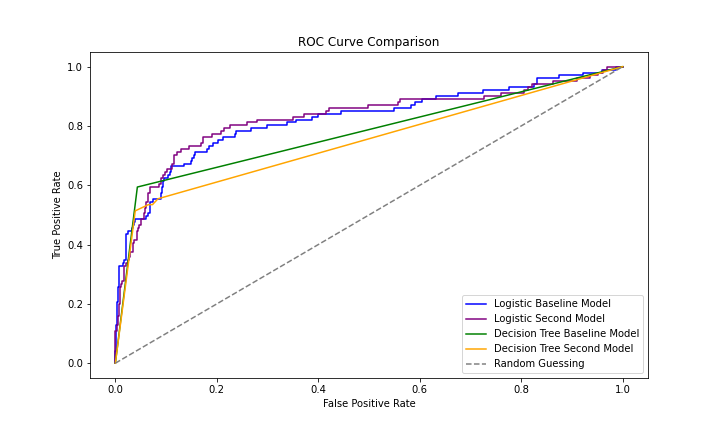 ROC Curve Comparison
True Positive Rate
1.0
0.8
0.6
0.4
0.2
0.0
0.0 0.2 0.4 0.6 0.8 1.0
False Positive Rate
Logistic Baseline Model
Logistic Second Model
Decision Tree Baseline Model
Decision Tree Second Model
Random Guessing